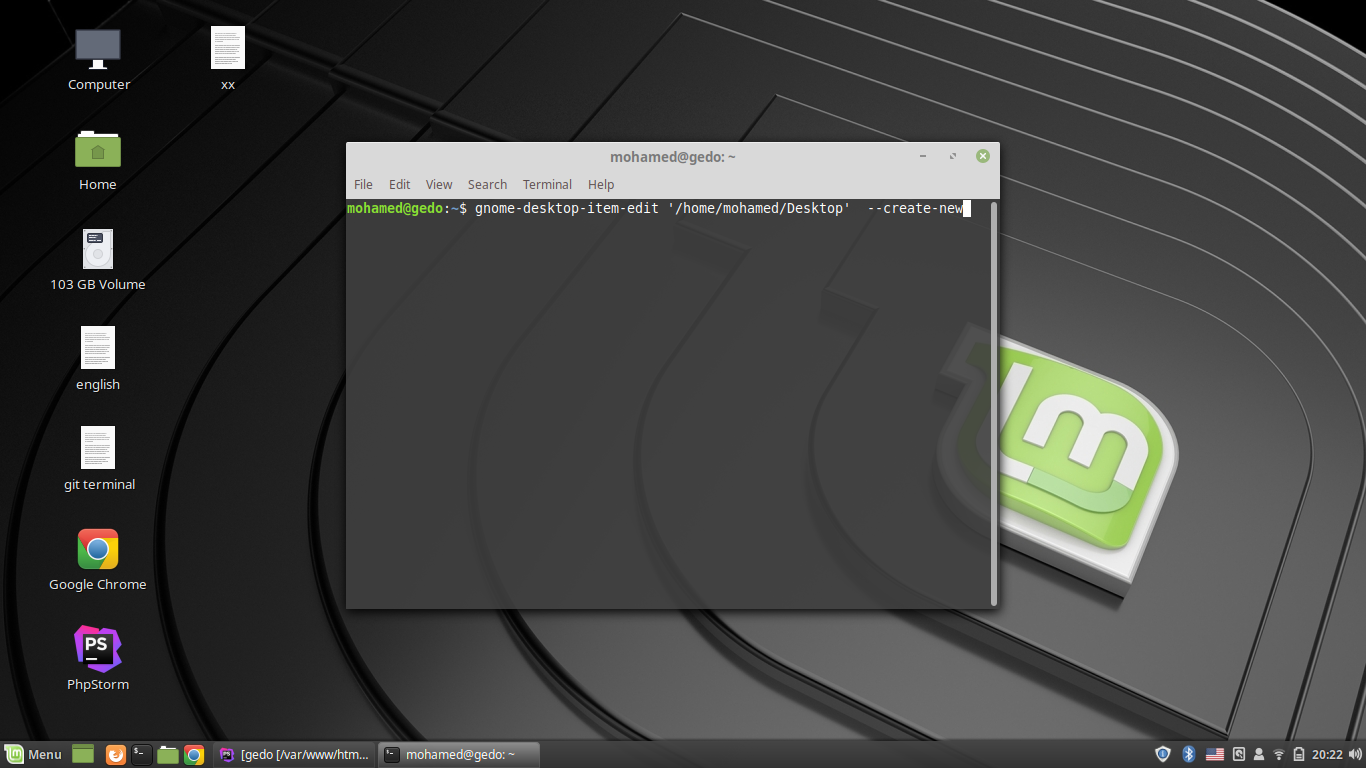 Computer
xx
Home
103 GB Volume
english
git terminal
Google Chrome
PS
PhpStorm
mohamed@gedo: ~
File Edit View Search Terminal Help
mohamed@gedo:~$ gnome-desktop-item-edit '/home/mohamed/Desktop'  --create-new
lm
Menu
[gedo [/var/www/htm...
mohamed@gedo: ~
20:22